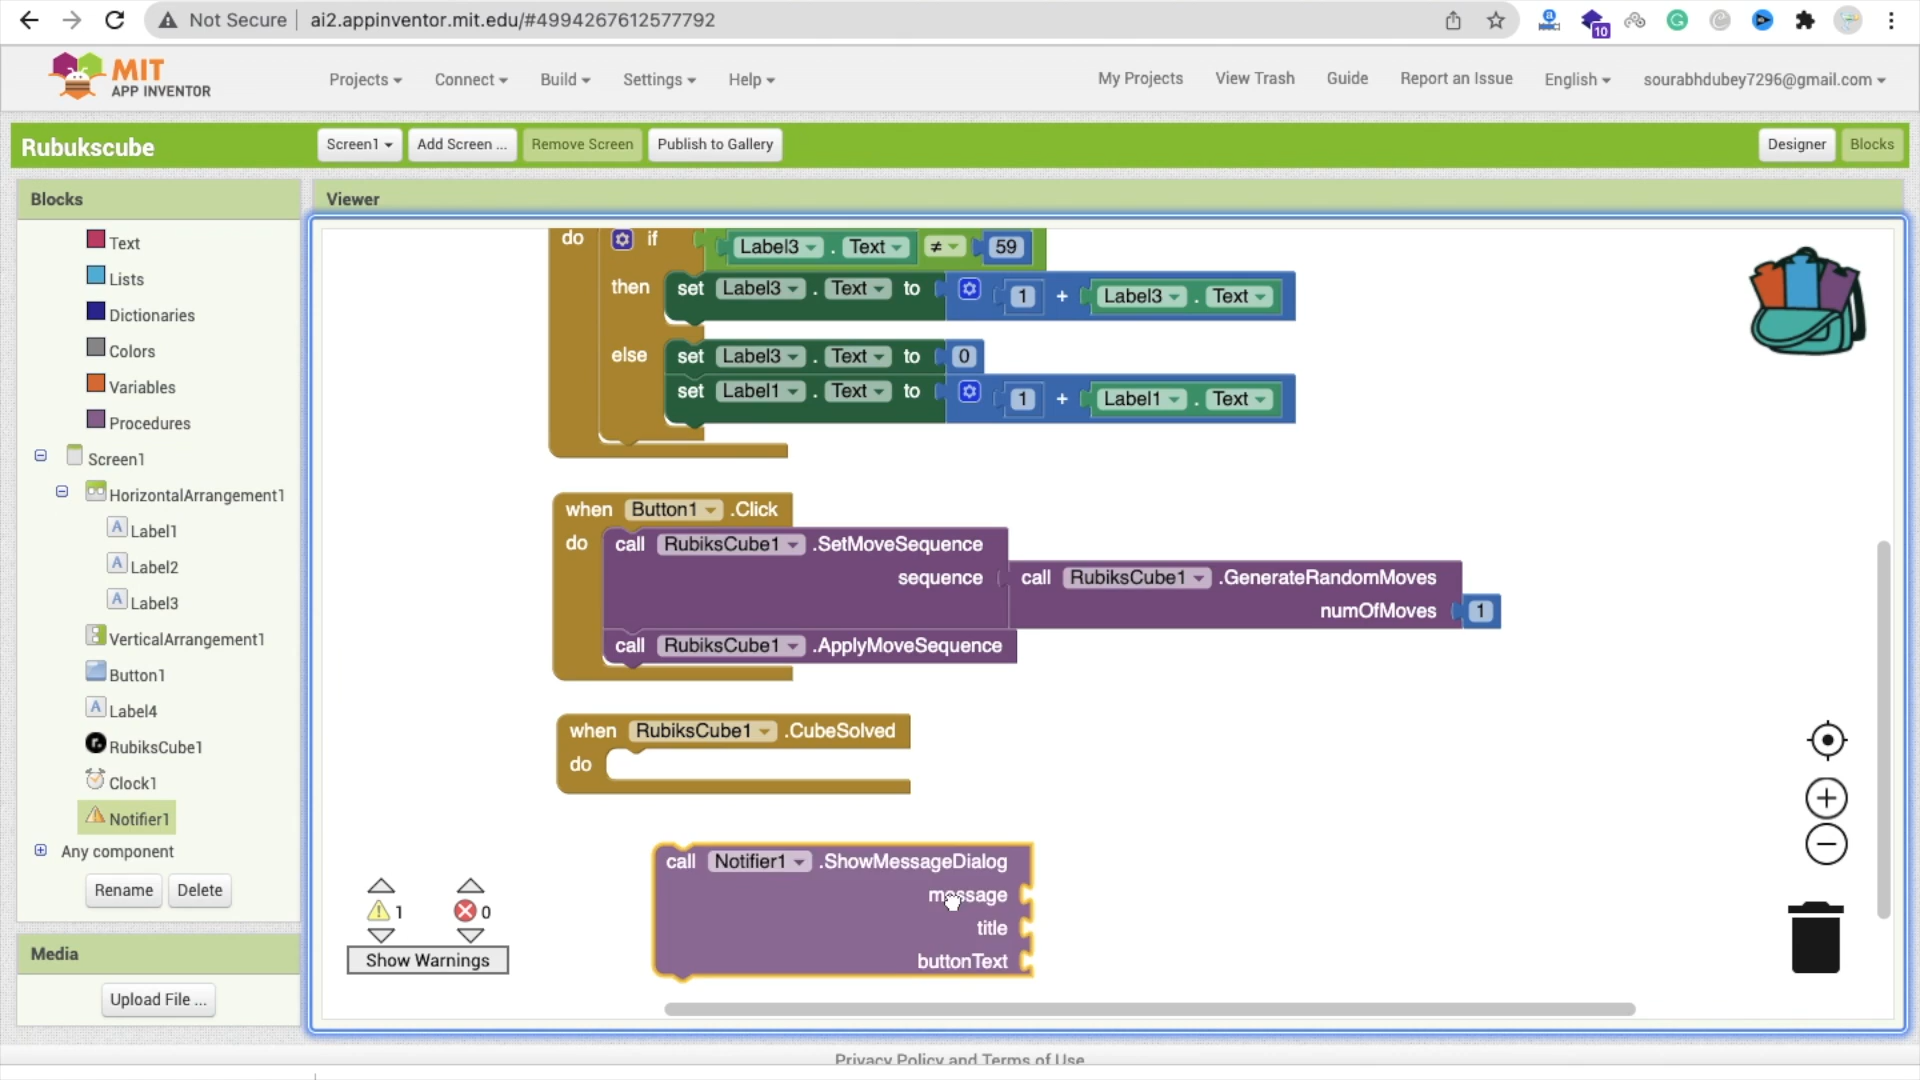 Not Secure
ai2.appinventor.mit.edu/#4994267612577792
10
MIT
APP INVENTOR
Projects
Connect
Build
Settings
Help
My Projects
View Trash
Guide
Report an Issue
English
sourabhdubey7296@gmail.com
Rubukscube
Screen1
Add Screen ...
Remove Screen
Publish to Gallery
Designer
Blocks
Blocks
Text
Lists
Dictionaries
Colors
Variables
Procedures
Screen1
HorizontalArrangement1
A Label1
A Label2
A Label3
VerticalArrangement1
Button1
A Label4
RubiksCube1
Clock1
Notifier1
Any component
Rename
Delete
Media
Upload File ...
Viewer
do if Label3 . Text ≠ 59
then set Label3 . Text to 1 + Label3 . Text
else set Label3 . Text to 0
set Label1 . Text to 1 + Label1 . Text
when Button1 .Click
do call RubiksCube1 .SetMoveSequence
sequence call RubiksCube1 .GenerateRandomMoves
numOfMoves 1
call RubiksCube1 .ApplyMoveSequence
when RubiksCube1 .CubeSolved
do
call Notifier1 .ShowMessageDialog
message
title
buttonText
1
0
Show Warnings
Privacy Policy and Terms of Use